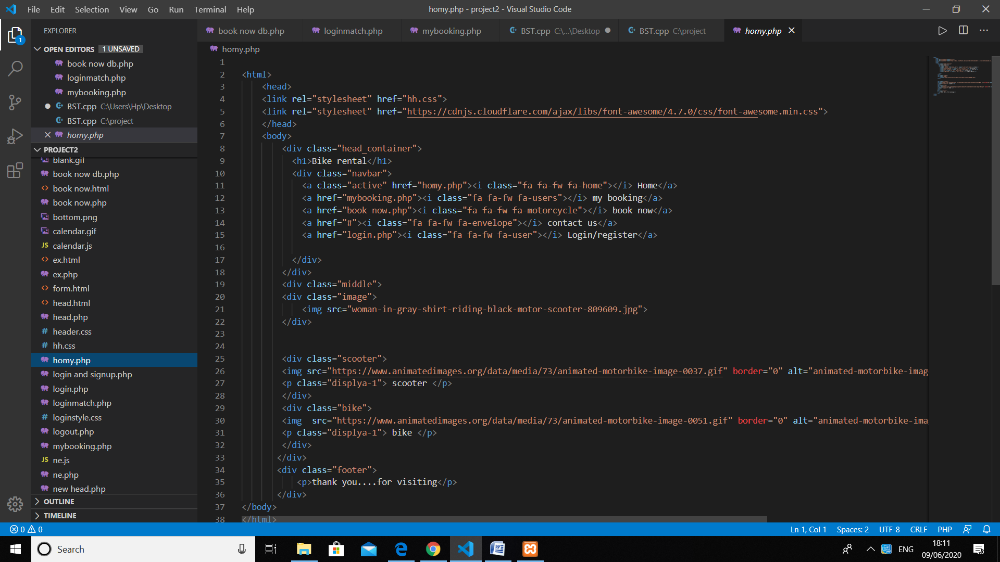 File Edit Selection View Go Run Terminal Help
homy.php - project2 - Visual Studio Code
EXPLORER
1
OPEN EDITORS 1 UNSAVED
book now db.php
loginmatch.php
mybooking.php
BST.cpp C:\Users\Hp\Desktop
BST.cpp C:\project
homy.php
PROJECT2
blank.gif
book now db.php
book now.html
book now.php
bottom.png
calendar.gif
JS calendar.js
ex.html
ex.php
form.html
head.html
head.php
# header.css
# hh.css
homy.php
login and signup.php
login.php
loginmatch.php
# loginstyle.css
logout.php
mybooking.php
JS ne.js
ne.php
new head.php
OUTLINE
TIMELINE
book now db.php loginmatch.php mybooking.php BST.cpp C:\...\Desktop BST.cpp C:\project homy.php
homy.php
1
2 <html>
3 <head>
4 <link rel="stylesheet" href="hh.css">
5 <link rel="stylesheet" href="https://cdnjs.cloudflare.com/ajax/libs/font-awesome/4.7.0/css/font-awesome.min.css">
6 </head>
7 <body>
8 <div class="head_container">
9 <h1>Bike rental</h1>
10 <div class="navbar">
11 <a class="active" href="homy.php"><i class="fa fa-fw fa-home"></i> Home</a>
12 <a href="mybooking.php"><i class="fa fa-fw fa-users"></i> my booking</a>
13 <a href="book now.php"><i class="fa fa-fw fa-motorcycle"></i> book now</a>
14 <a href="#"><i class="fa fa-fw fa-envelope"></i> contact us</a>
15 <a href="login.php"><i class="fa fa-fw fa-user"></i> Login/register</a>
16
17 </div>
18 </div>
19 <div class="middle">
20 <div class="image">
21 <img src="woman-in-gray-shirt-riding-black-motor-scooter-809609.jpg">
22 </div>
23
24
25 <div class="scooter">
26 <img src="https://www.animatedimages.org/data/media/73/animated-motorbike-image-0037.gif" border="0" alt="animated-motorbike-imag
27 <p class="displya-1"> scooter </p>
28 </div>
29 <div class="bike">
30 <img  src="https://www.animatedimages.org/data/media/73/animated-motorbike-image-0051.gif" border="0" alt="animated-motorbike-ima
31 <p class="displya-1"> bike </p>
32 </div>
33 </div>
34 <div class="footer">
35 <p>thank you....for visiting</p>
36 </div>
37 </body>
38 </html>
0 0 Ln 1, Col 1 Spaces: 2 UTF-8 CRLF PHP
Search
ENG
18:11
09/06/2020